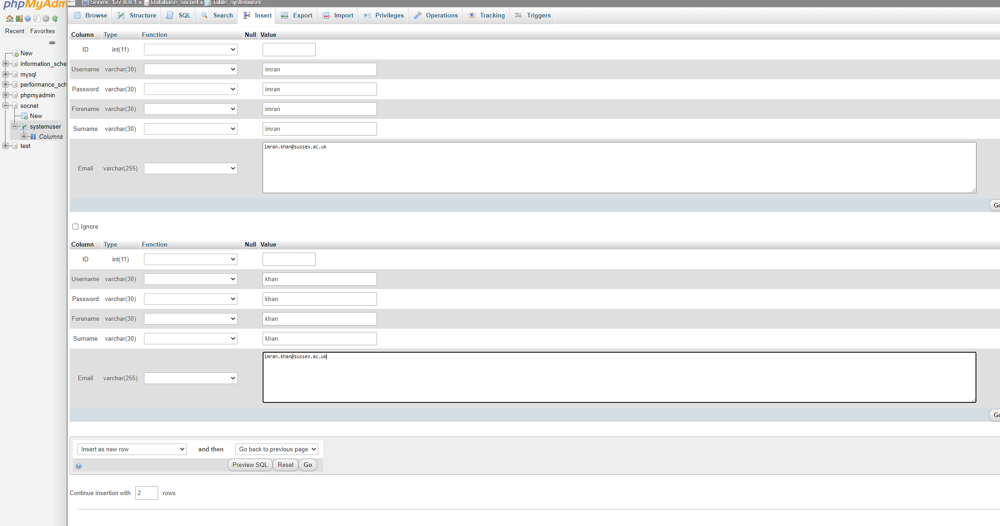 phpMyAdm
Server: 127.0.0.1 » Database: socnet » Table: systemuser
Browse Structure SQL Search Insert Export Import Privileges Operations Tracking Triggers
Recent Favorites
New
information_sche
mysql
performance_sch
phpmyadmin
socnet
New
systemuser
Columns
test
Column Type Function Null Value
ID int(11)
Username varchar(30) imran
Password varchar(30) imran
Forename varchar(30) imran
Surname varchar(30) imran
Email varchar(255) imran.khan@sussex.ac.uk
Go
Ignore
Column Type Function Null Value
ID int(11)
Username varchar(30) khan
Password varchar(30) khan
Forename varchar(30) khan
Surname varchar(30) khan
Email varchar(255) imran.khan@sussex.ac.uk
Go
Insert as new row and then Go back to previous page
Preview SQL Reset Go
Continue insertion with 2 rows